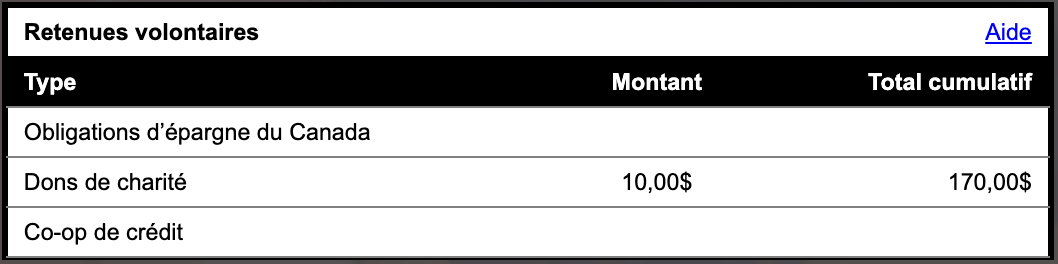 Retenues volontaires Aide
Type Montant Total cumulatif
Obligations d’épargne du Canada
Dons de charité 10,00$ 170,00$
Co-op de crédit